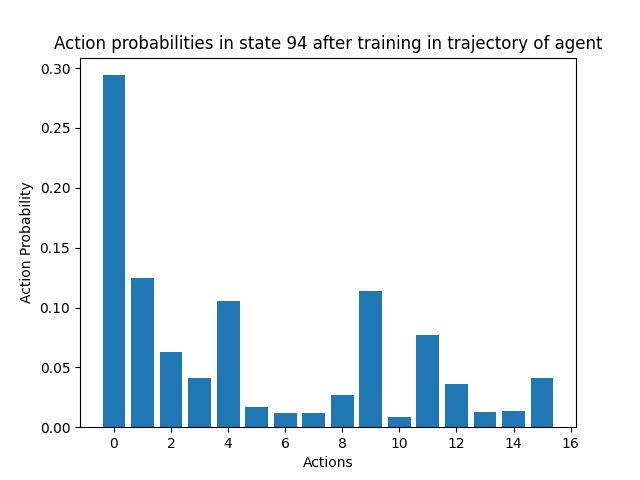 Action probabilities in state 94 after training in trajectory of agent
0.30
0.25
0.20
0.15
0.10
0.05
0.00
Action Probability
0 2 4 6 8 10 12 14 16
Actions